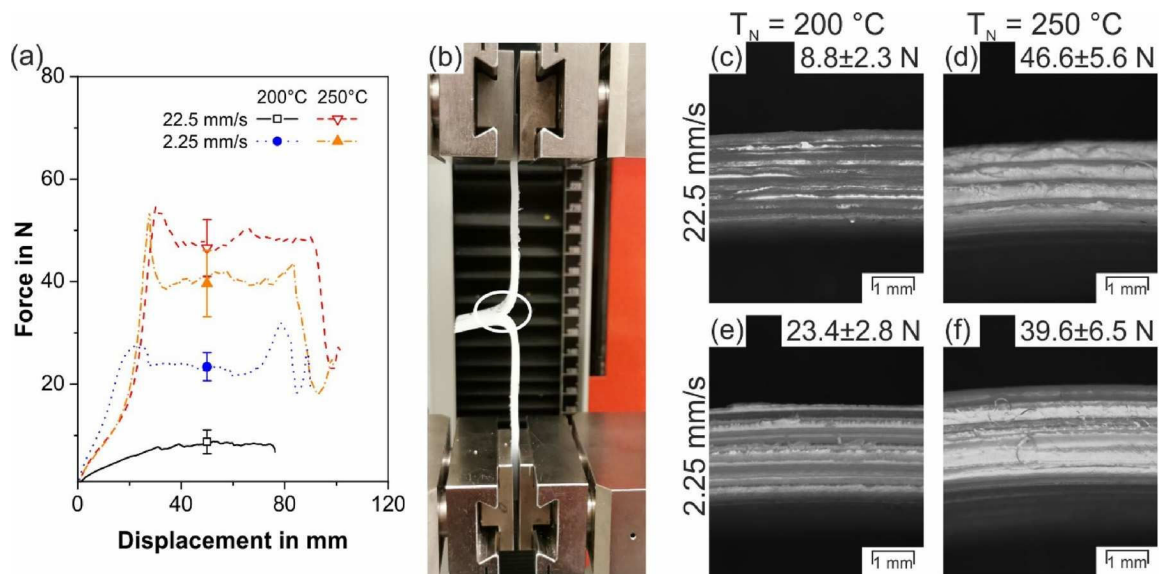 (a)
80
60
40
20
0
40
80
120
Force in N
Displacement in mm
200°C 250°C
22.5 mm/s
2.25 mm/s
(b)
T_N = 200 °C
T_N = 250 °C
22.5 mm/s
2.25 mm/s
(c)
8.8±2.3 N
1 mm
(d)
46.6±5.6 N
1 mm
(e)
23.4±2.8 N
1 mm
(f)
39.6±6.5 N
1 mm